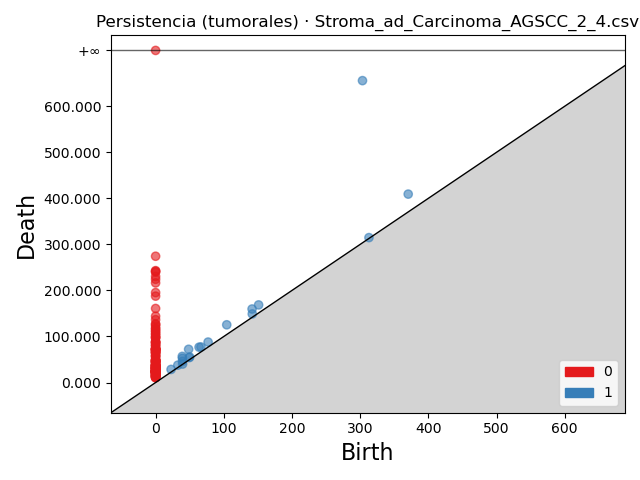 Persistencia (tumorales) · Stroma_ad_Carcinoma_AGSCC_2_4.csv
+∞
600.000
500.000
400.000
300.000
200.000
100.000
0.000
Death
0
1
0 100 200 300 400 500 600
Birth